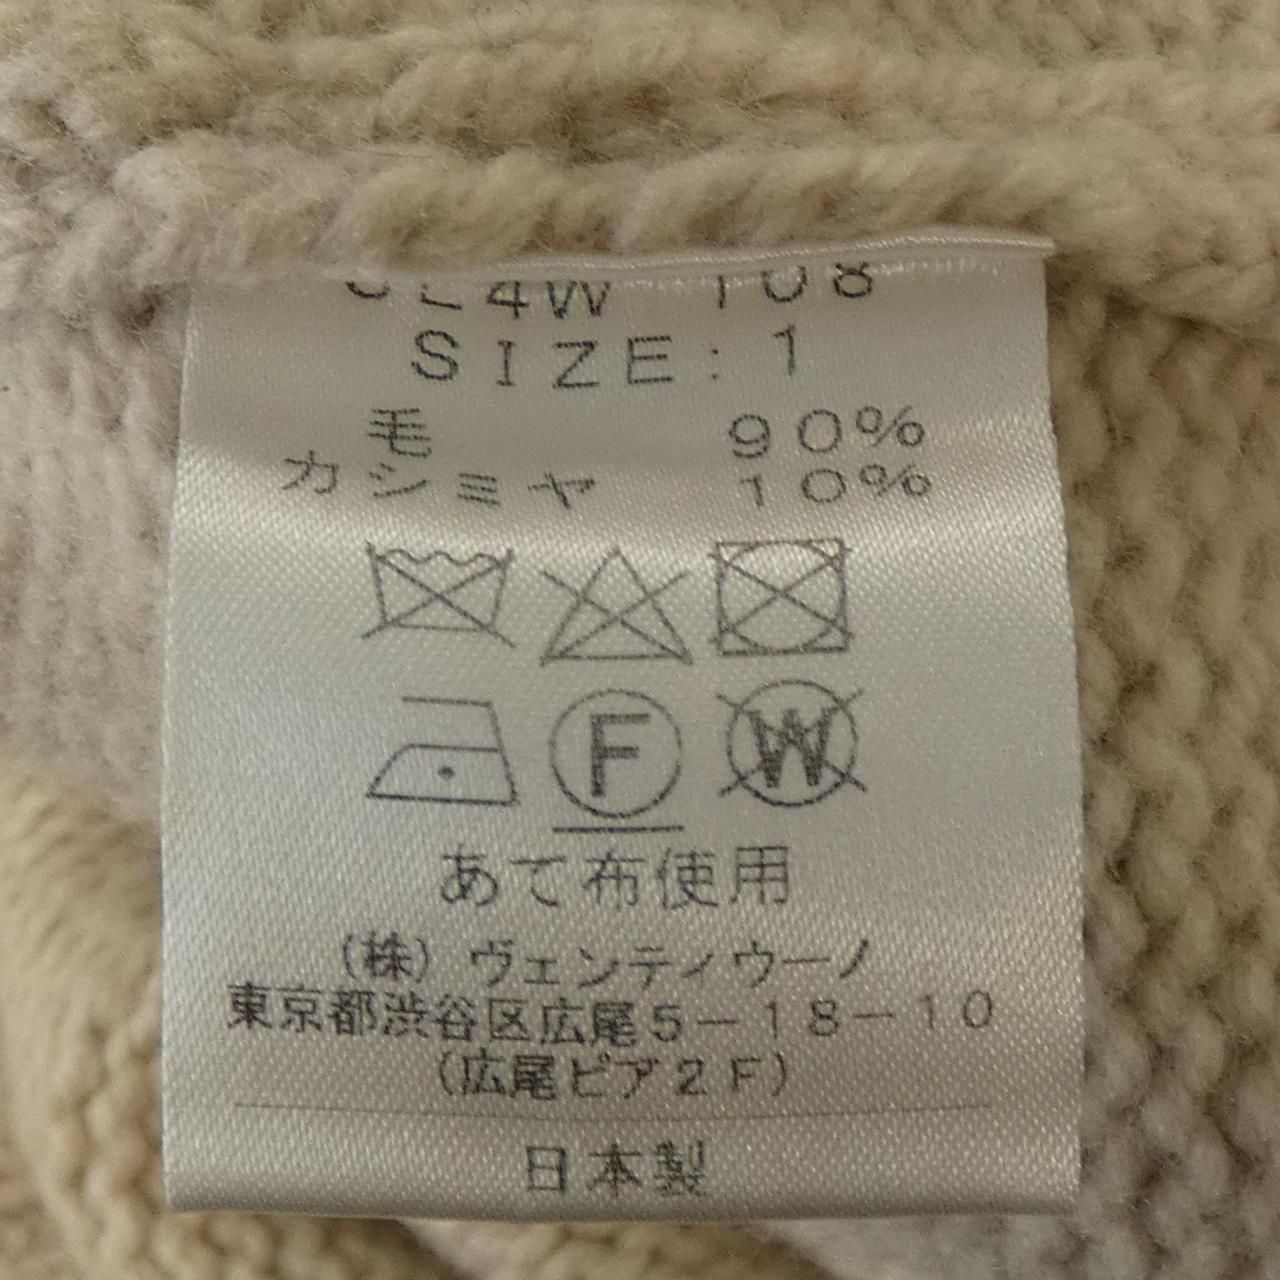 SIZE:1
毛 90%
カシミヤ 10%
F W
あて布使用
(株)ヴェンティウーノ
東京都渋谷区広尾5-18-10
(広尾ピア2F)
日本製